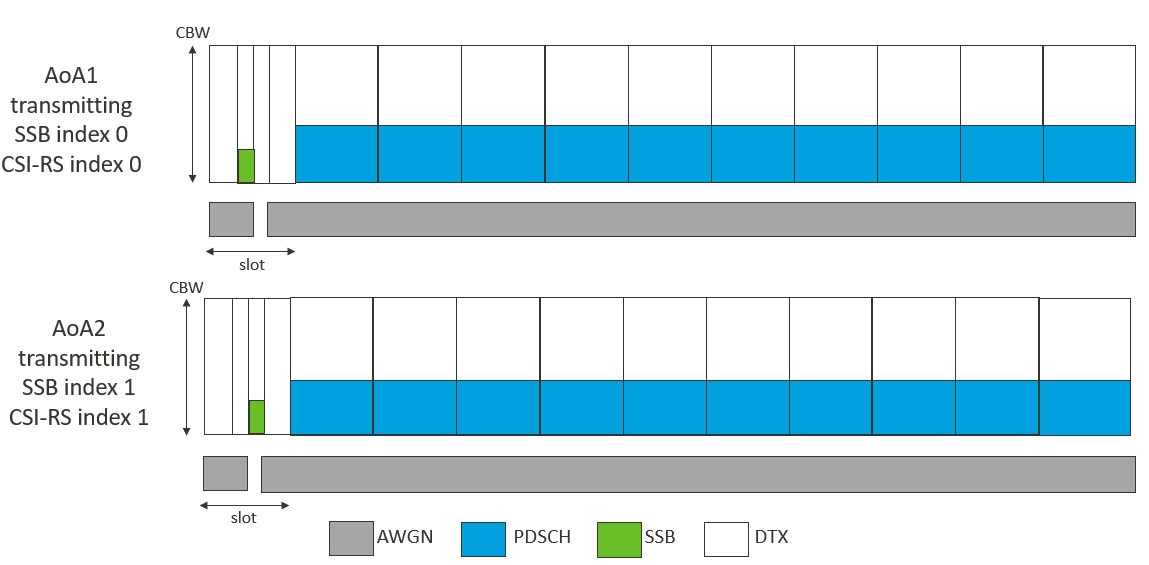 CBW
AoA1
transmitting
SSB index 0
CSI-RS index 0
slot
CBW
AoA2
transmitting
SSB index 1
CSI-RS index 1
slot
AWGN
PDSCH
SSB
DTX